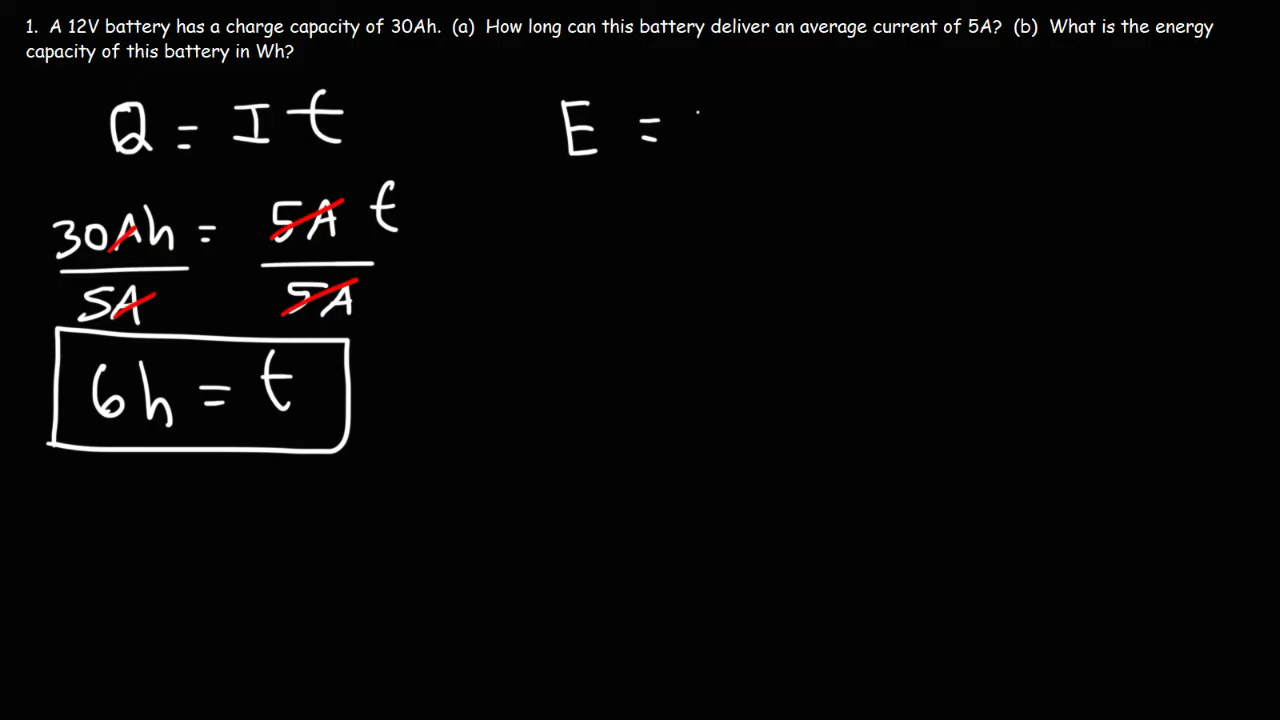 1. A 12V battery has a charge capacity of 30Ah. (a) How long can this battery deliver an average current of 5A? (b) What is the energy
capacity of this battery in Wh?
Q = I t
E =
30Ah = 5A t
5A 5A
6h = t